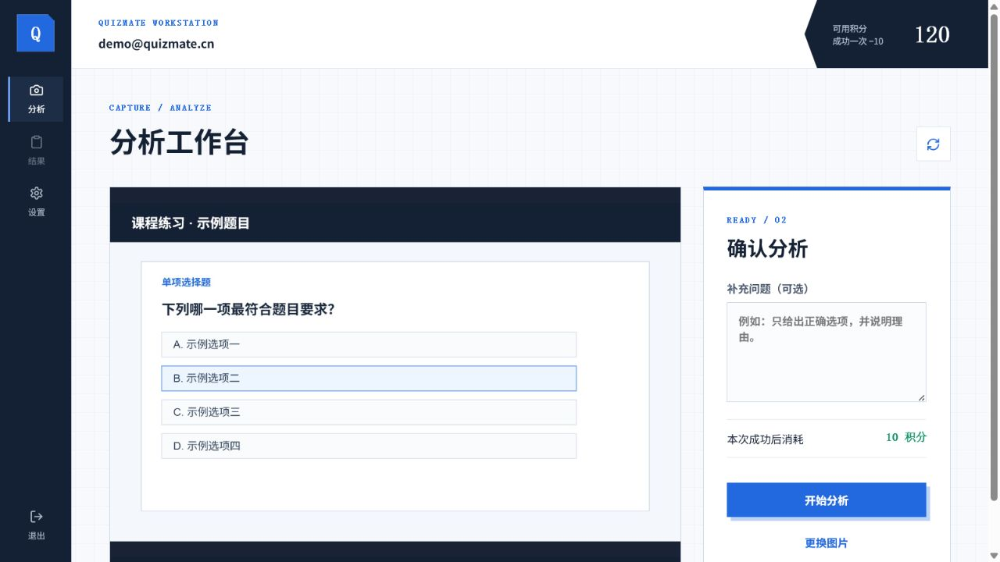 Q
分析
结果
设置
退出
QUIZMATE WORKSTATION
demo@quizmate.cn
可用积分
成功一次 −10
120
CAPTURE / ANALYZE
分析工作台
课程练习 · 示例题目
单项选择题
下列哪一项最符合题目要求?
A. 示例选项一
B. 示例选项二
C. 示例选项三
D. 示例选项四
READY / 02
确认分析
补充问题（可选）
例如：只给出正确选项，并说明理
由。
本次成功后消耗
10 积分
开始分析
更换图片